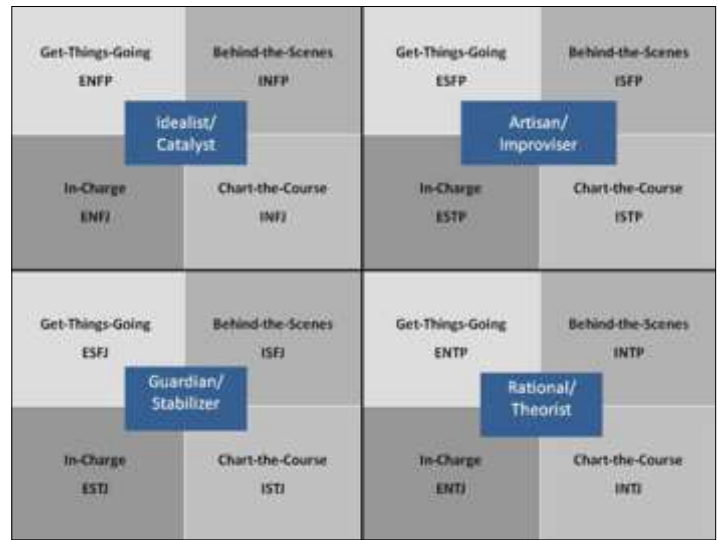 Get-Things-Going
ENFP
Behind-the-Scenes
INFP
Idealist/
Catalyst
In-Charge
ENFJ
Chart-the-Course
INFJ
Get-Things-Going
ESFP
Behind-the-Scenes
ISFP
Artisan/
Improviser
In-Charge
ESTP
Chart-the-Course
ISTP
Get-Things-Going
ESFJ
Behind-the-Scenes
ISFJ
Guardian/
Stabilizer
In-Charge
ESTJ
Chart-the-Course
ISTJ
Get-Things-Going
ENTP
Behind-the-Scenes
INTP
Rational/
Theorist
In-Charge
ENTJ
Chart-the-Course
INTJ